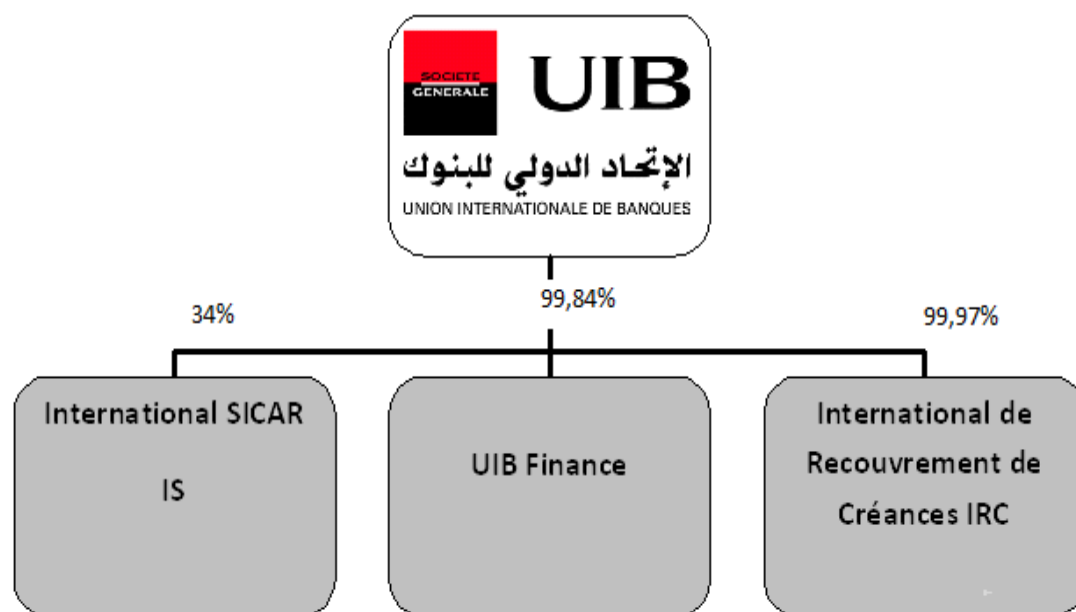 SOCIETE
GENERALE
UIB
الإتحاد الدولي للبنوك
UNION INTERNATIONALE DE BANQUES
34%
99,84%
99,97%
International SICAR
IS
UIB Finance
International de
Recouvrement de
Créances IRC